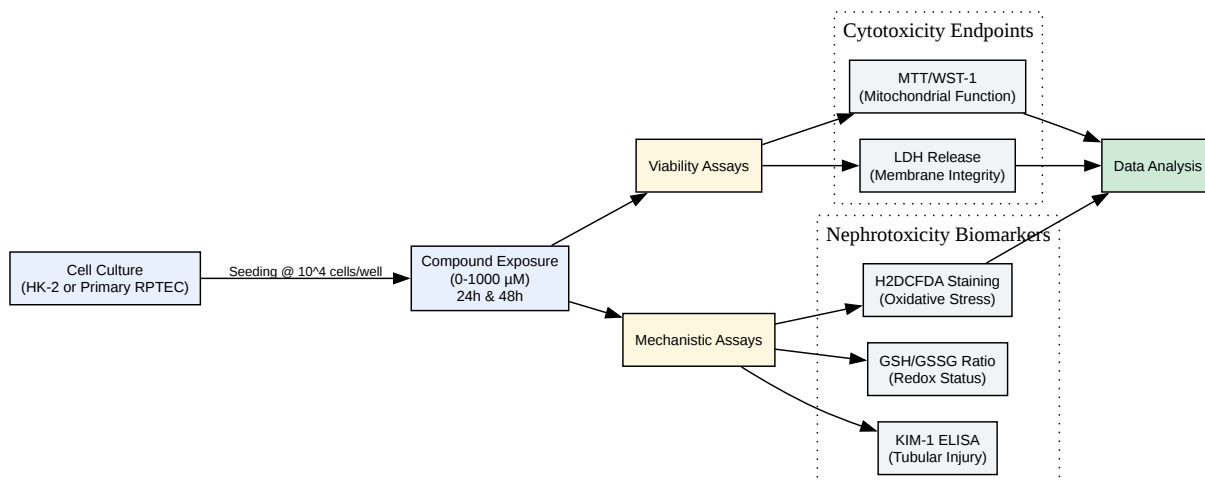 Cell Culture
(HK-2 or Primary RPTEC)
Seeding @ 10^4 cells/well
Compound Exposure
(0-1000 µM)
24h & 48h
Viability Assays
Mechanistic Assays
Cytotoxicity Endpoints
MTT/WST-1
(Mitochondrial Function)
LDH Release
(Membrane Integrity)
Nephrotoxicity Biomarkers
H2DCFDA Staining
(Oxidative Stress)
GSH/GSSG Ratio
(Redox Status)
KIM-1 ELISA
(Tubular Injury)
Data Analysis